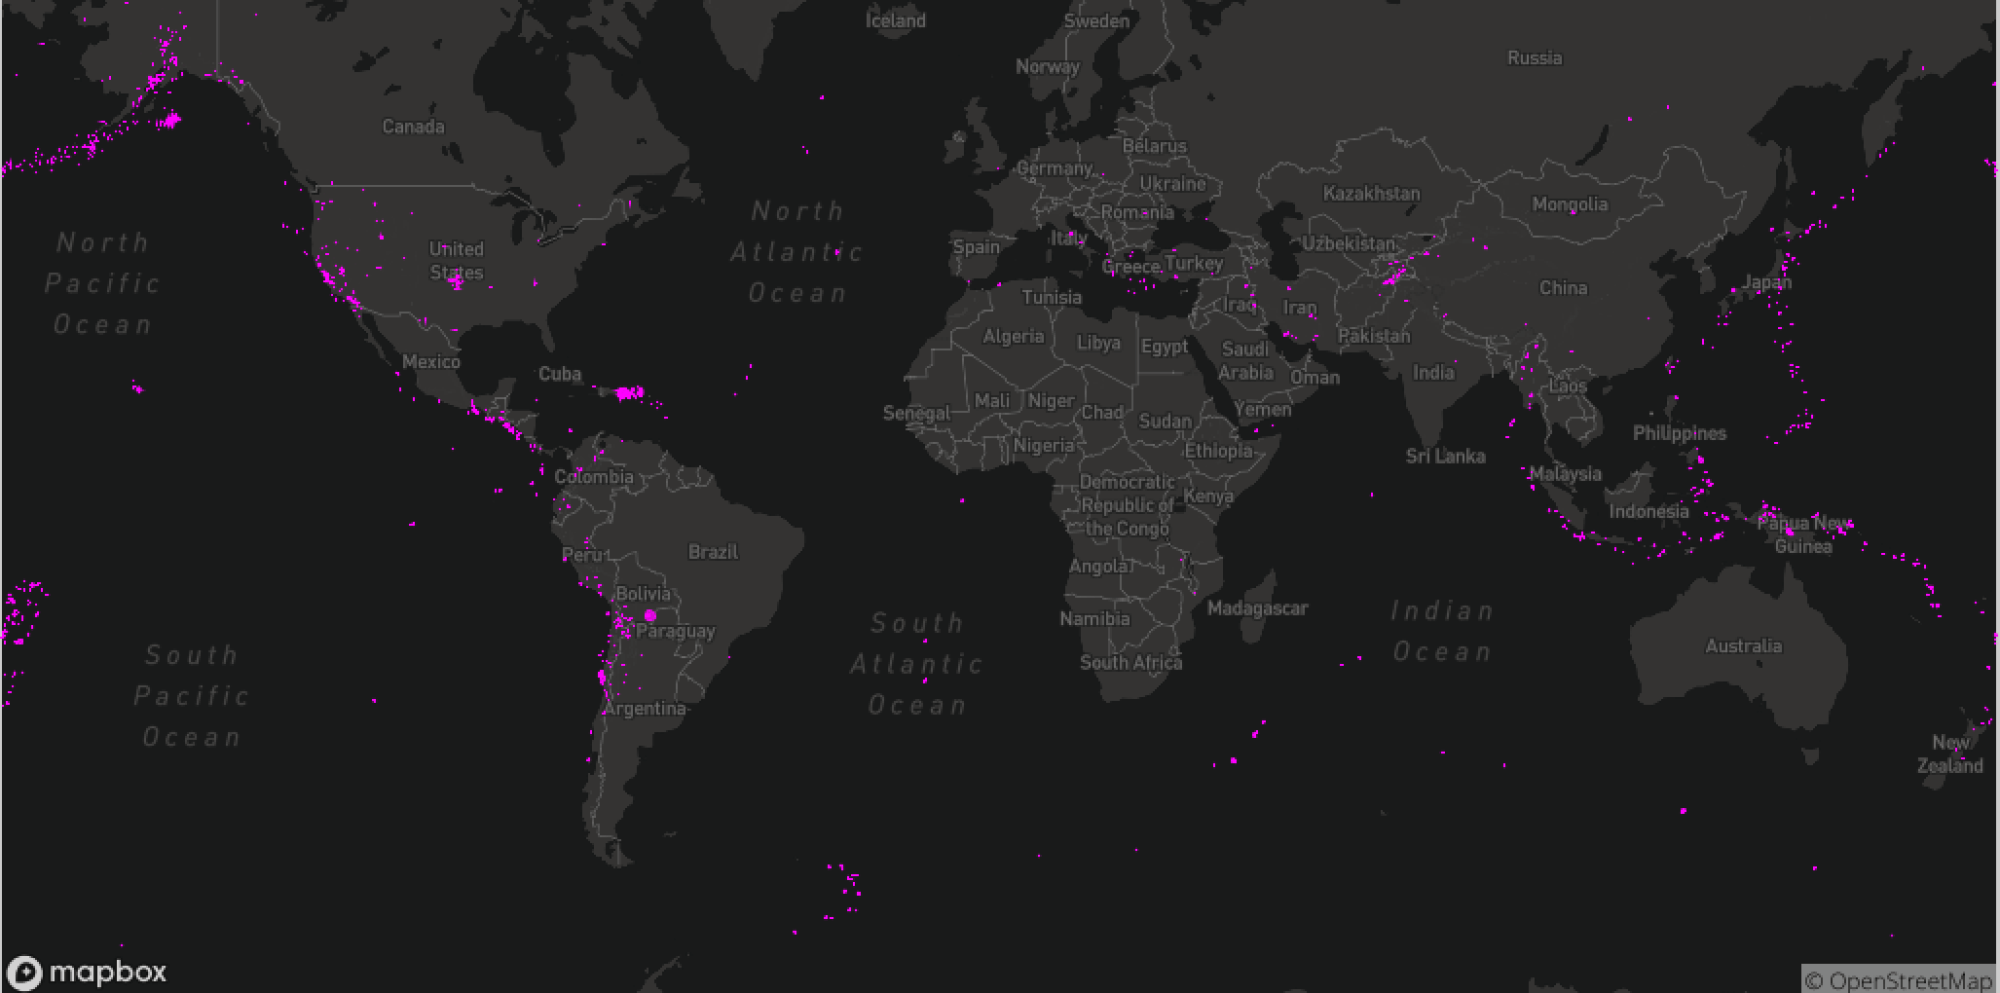 Iceland
Sweden
Norway
Russia
Canada
Belarus
Germany
Ukraine
Kazakhstan
Mongolia
Romania
North
Atlantic
Ocean
North
Pacific
Ocean
United
States
Spain
Italy
Uzbekistan
Greece
Turkey
China
Japan
Tunisia
Iraq
Iran
Algeria
Libya
Egypt
Pakistan
Mexico
Cuba
Saudi
Arabia
Oman
India
Laos
Mali
Niger
Chad
Senegal
Sudan
Yemen
Nigeria
Ethiopia
Philippines
Sri Lanka
Malaysia
Colombia
Democratic
Republic of
the Congo
Kenya
Indonesia
Papua New
Guinea
Peru
Brazil
Angola
Bolivia
Paraguay
Namibia
Madagascar
Indian
Ocean
South
Atlantic
Ocean
South
Pacific
Ocean
South Africa
Australia
Argentina
New
Zealand
mapbox
© OpenStreetMap